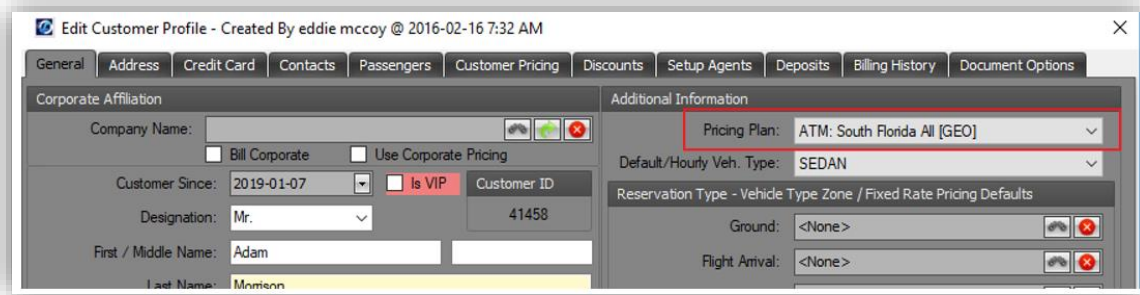 Edit Customer Profile - Created By eddie mccoy @ 2016-02-16 7:32 AM
General Address Credit Card Contacts Passengers Customer Pricing Discounts Setup Agents Deposits Billing History Document Options
Corporate Affiliation
Company Name:
Bill Corporate Use Corporate Pricing
Customer Since: 2019-01-07 Is VIP Customer ID
Designation: Mr. 41458
First / Middle Name: Adam
Last Name: Morrison
Additional Information
Pricing Plan: ATM: South Florida All [GEO]
Default/Hourly Veh. Type: SEDAN
Reservation Type - Vehicle Type Zone / Fixed Rate Pricing Defaults
Ground: <None>
Flight Arrival: <None>